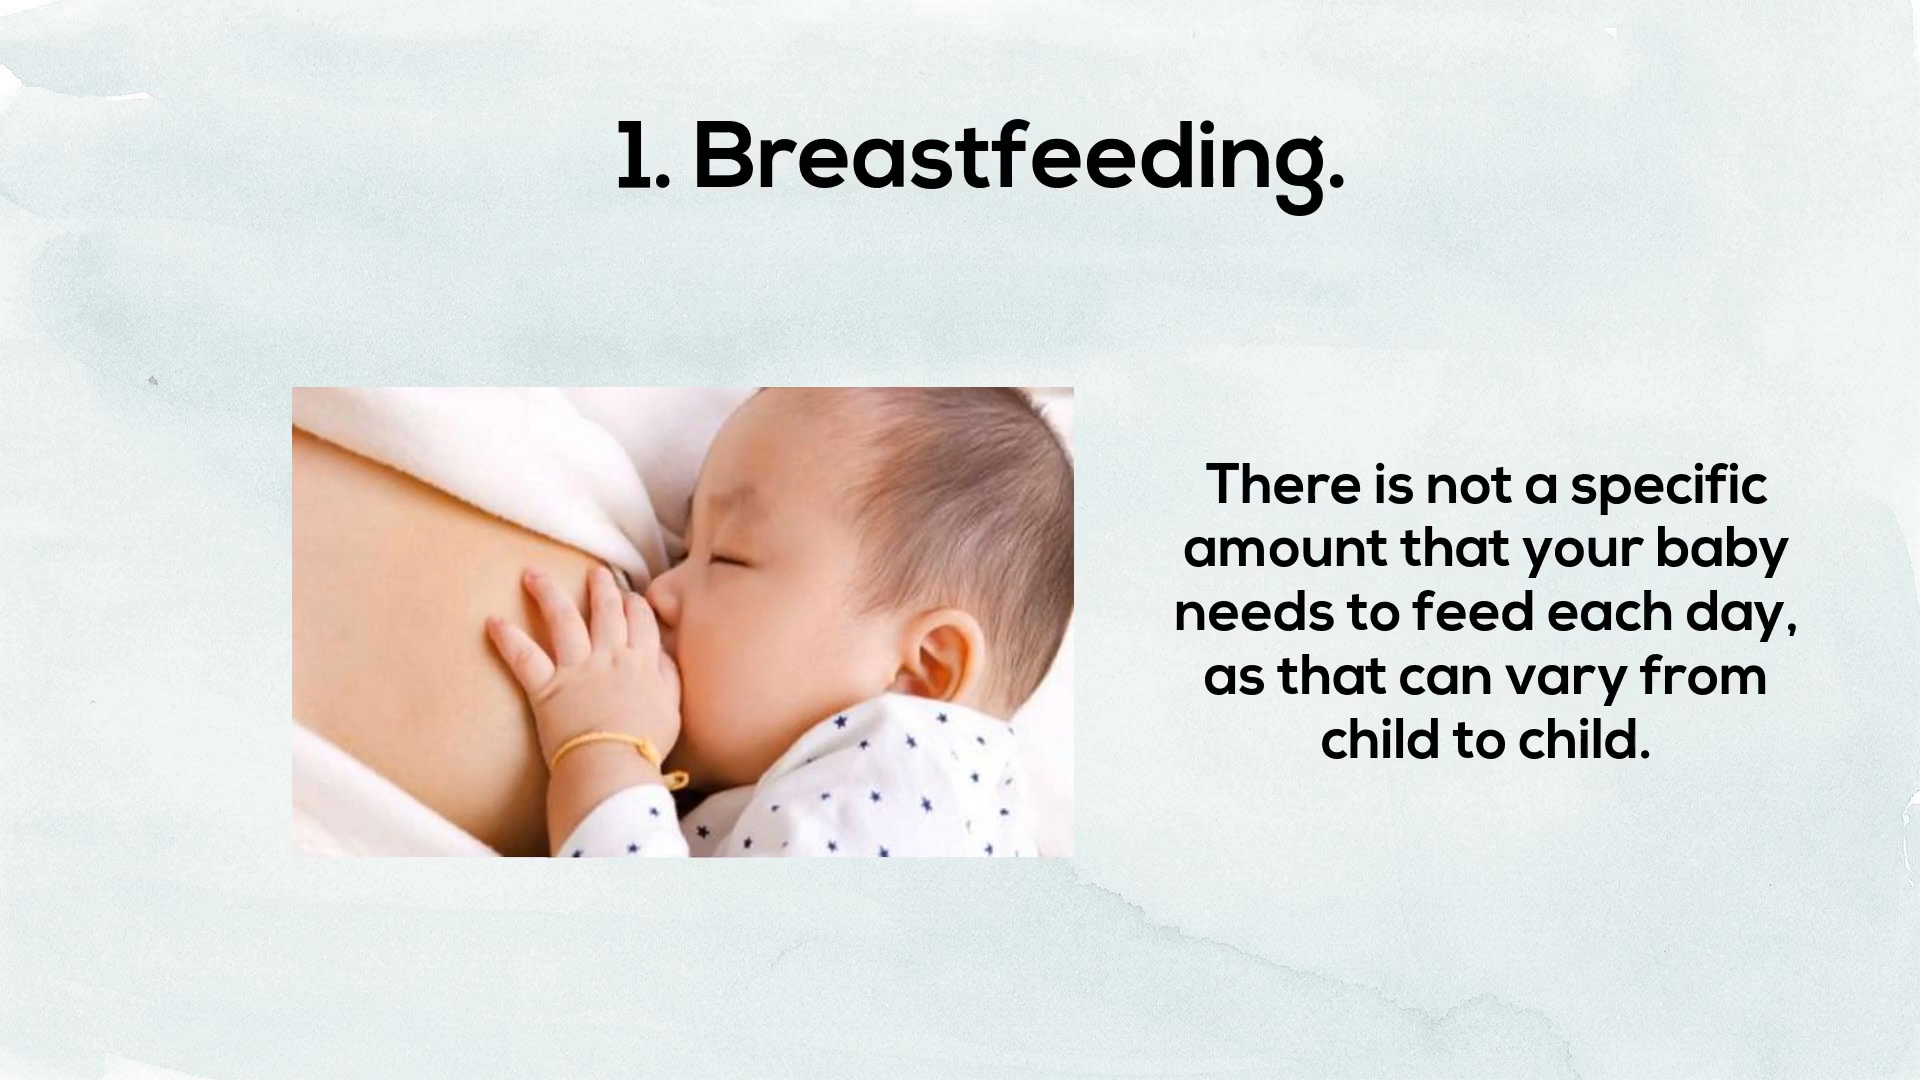 1. Breastfeeding.
There is not a specific
amount that your baby
needs to feed each day,
as that can vary from
child to child.